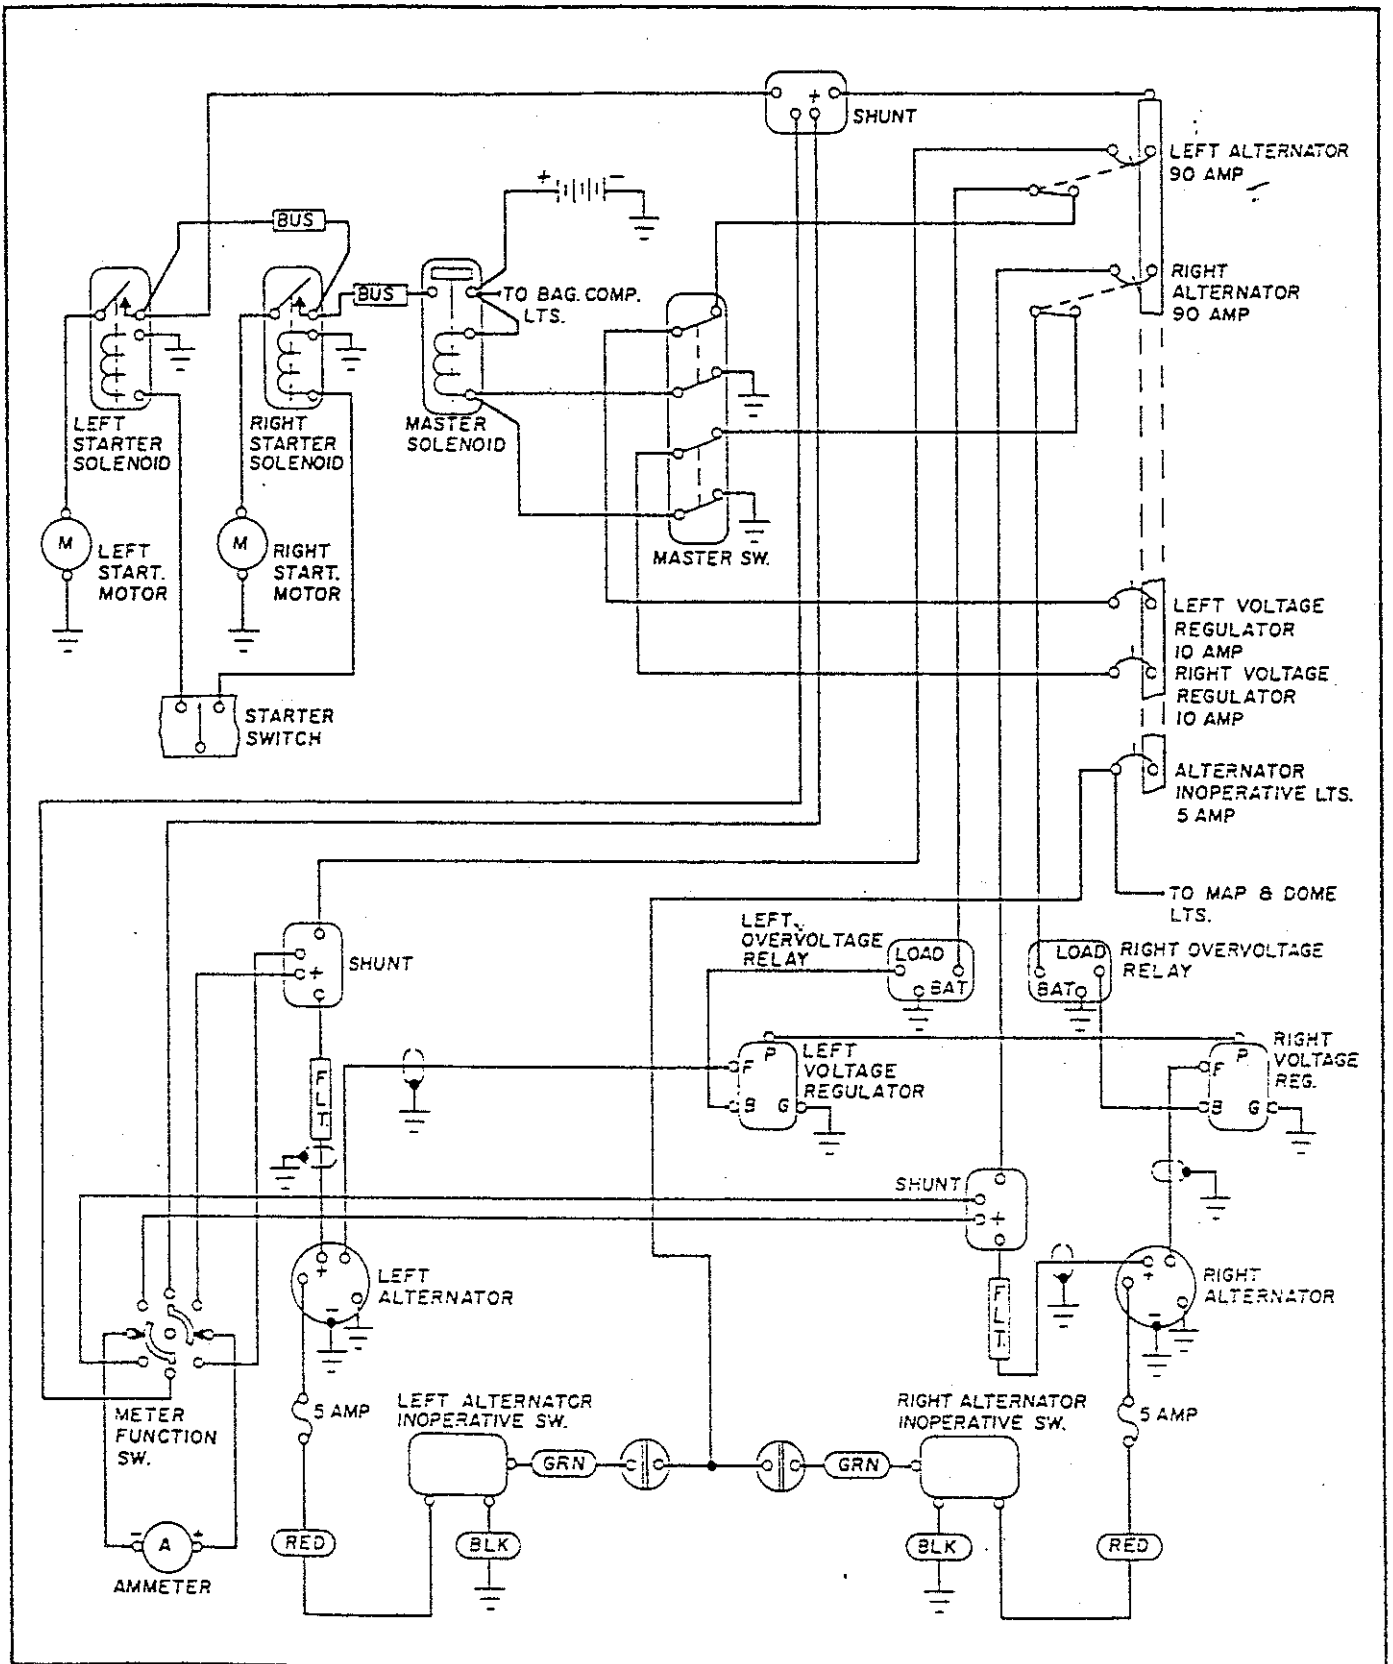 +
SHUNT
LEFT ALTERNATOR
90 AMP
+ -
BUS
BUS
TO BAG. COMP.
LTS.
RIGHT
ALTERNATOR
90 AMP
LEFT
STARTER
SOLENOID
RIGHT
STARTER
SOLENOID
MASTER
SOLENOID
MASTER SW.
M
LEFT
START.
MOTOR
M
RIGHT
START.
MOTOR
LEFT VOLTAGE
REGULATOR
10 AMP
RIGHT VOLTAGE
REGULATOR
10 AMP
STARTER
SWITCH
ALTERNATOR
INOPERATIVE LTS.
5 AMP
TO MAP & DOME
LTS.
SHUNT
+
LEFT
OVERVOLTAGE
RELAY
LOAD
BAT
LOAD
BAT
RIGHT OVERVOLTAGE
RELAY
FLT.
P
F
B G
LEFT
VOLTAGE
REGULATOR
P
F
B G
RIGHT
VOLTAGE
REG.
SHUNT
+
+
-
LEFT
ALTERNATOR
FLT.
+
-
RIGHT
ALTERNATOR
METER
FUNCTION
SW.
5 AMP
LEFT ALTERNATOR
INOPERATIVE SW.
RIGHT ALTERNATOR
INOPERATIVE SW.
5 AMP
GRN
GRN
- A +
AMMETER
RED
BLK
BLK
RED